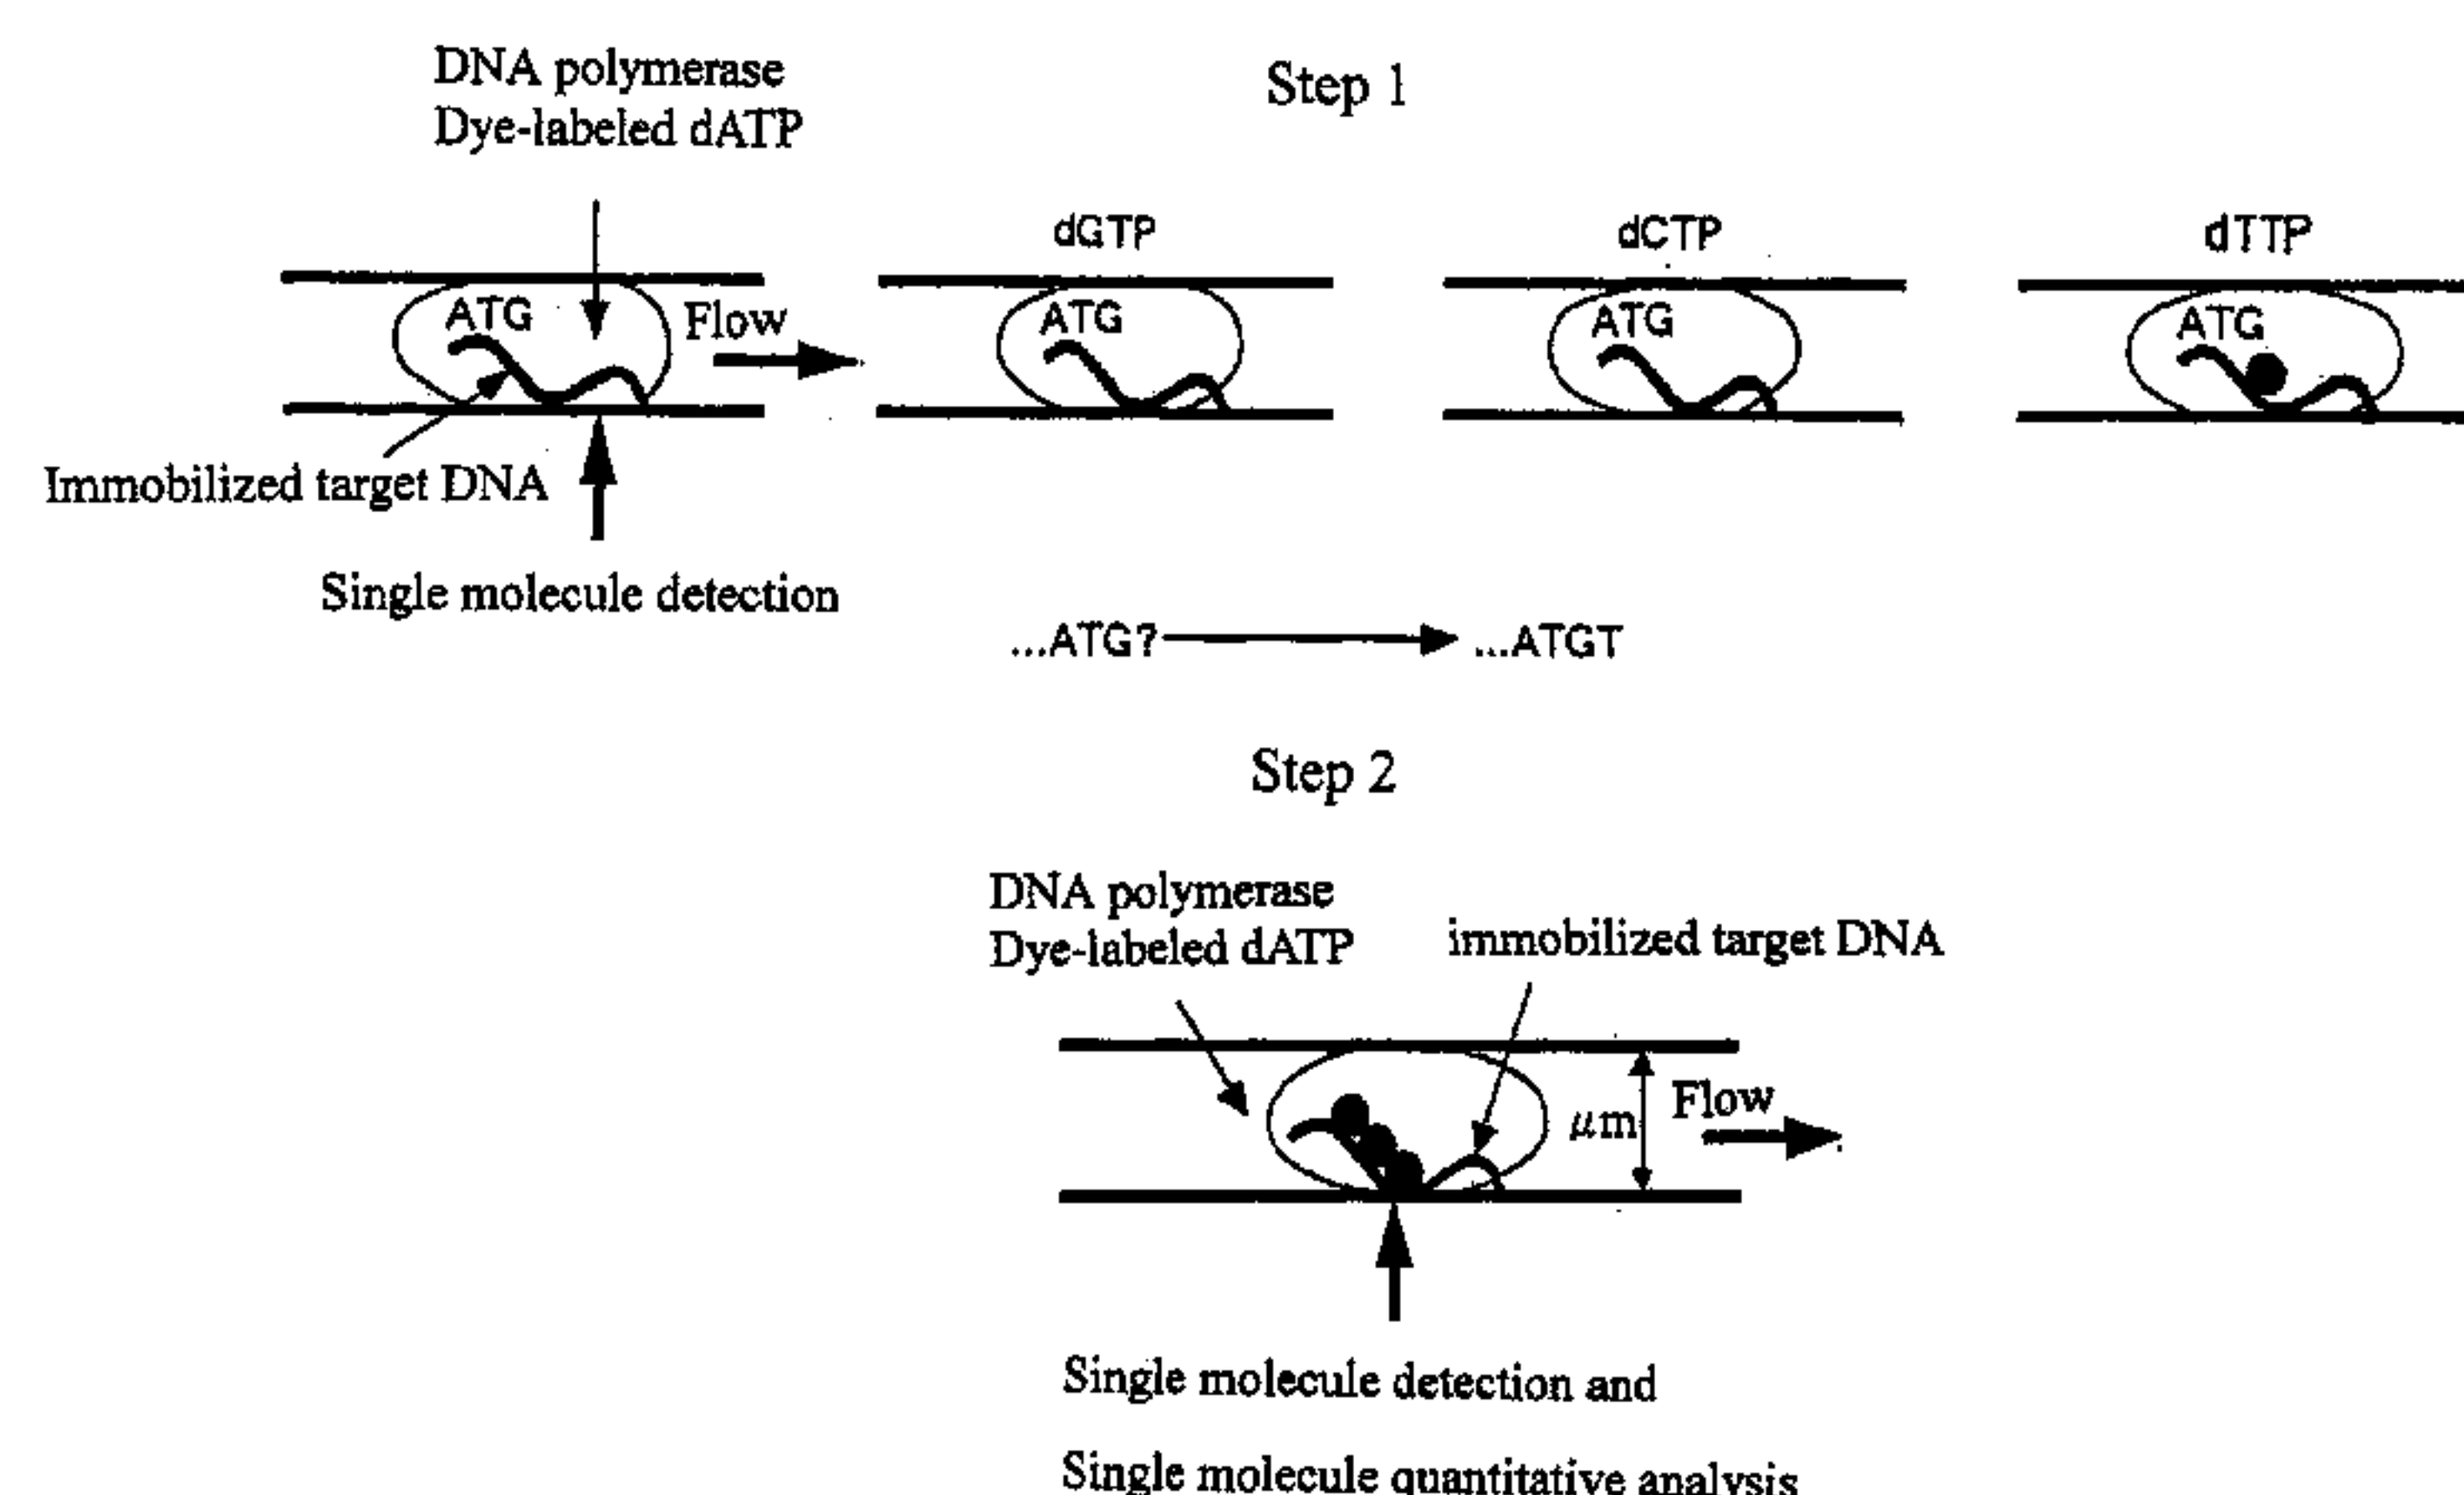 DNA polymerase
Dye-labeled dATP
Step 1
dGTP
dCTP
dTTP
ATG
Flow
ATG
ATG
ATG
Immobilized target DNA
Single molecule detection
...ATG?
...ATGT
Step 2
DNA polymerase
Dye-labeled dATP
immobilized target DNA
μm
Flow
Single molecule detection and
Single molecule quantitative analysis